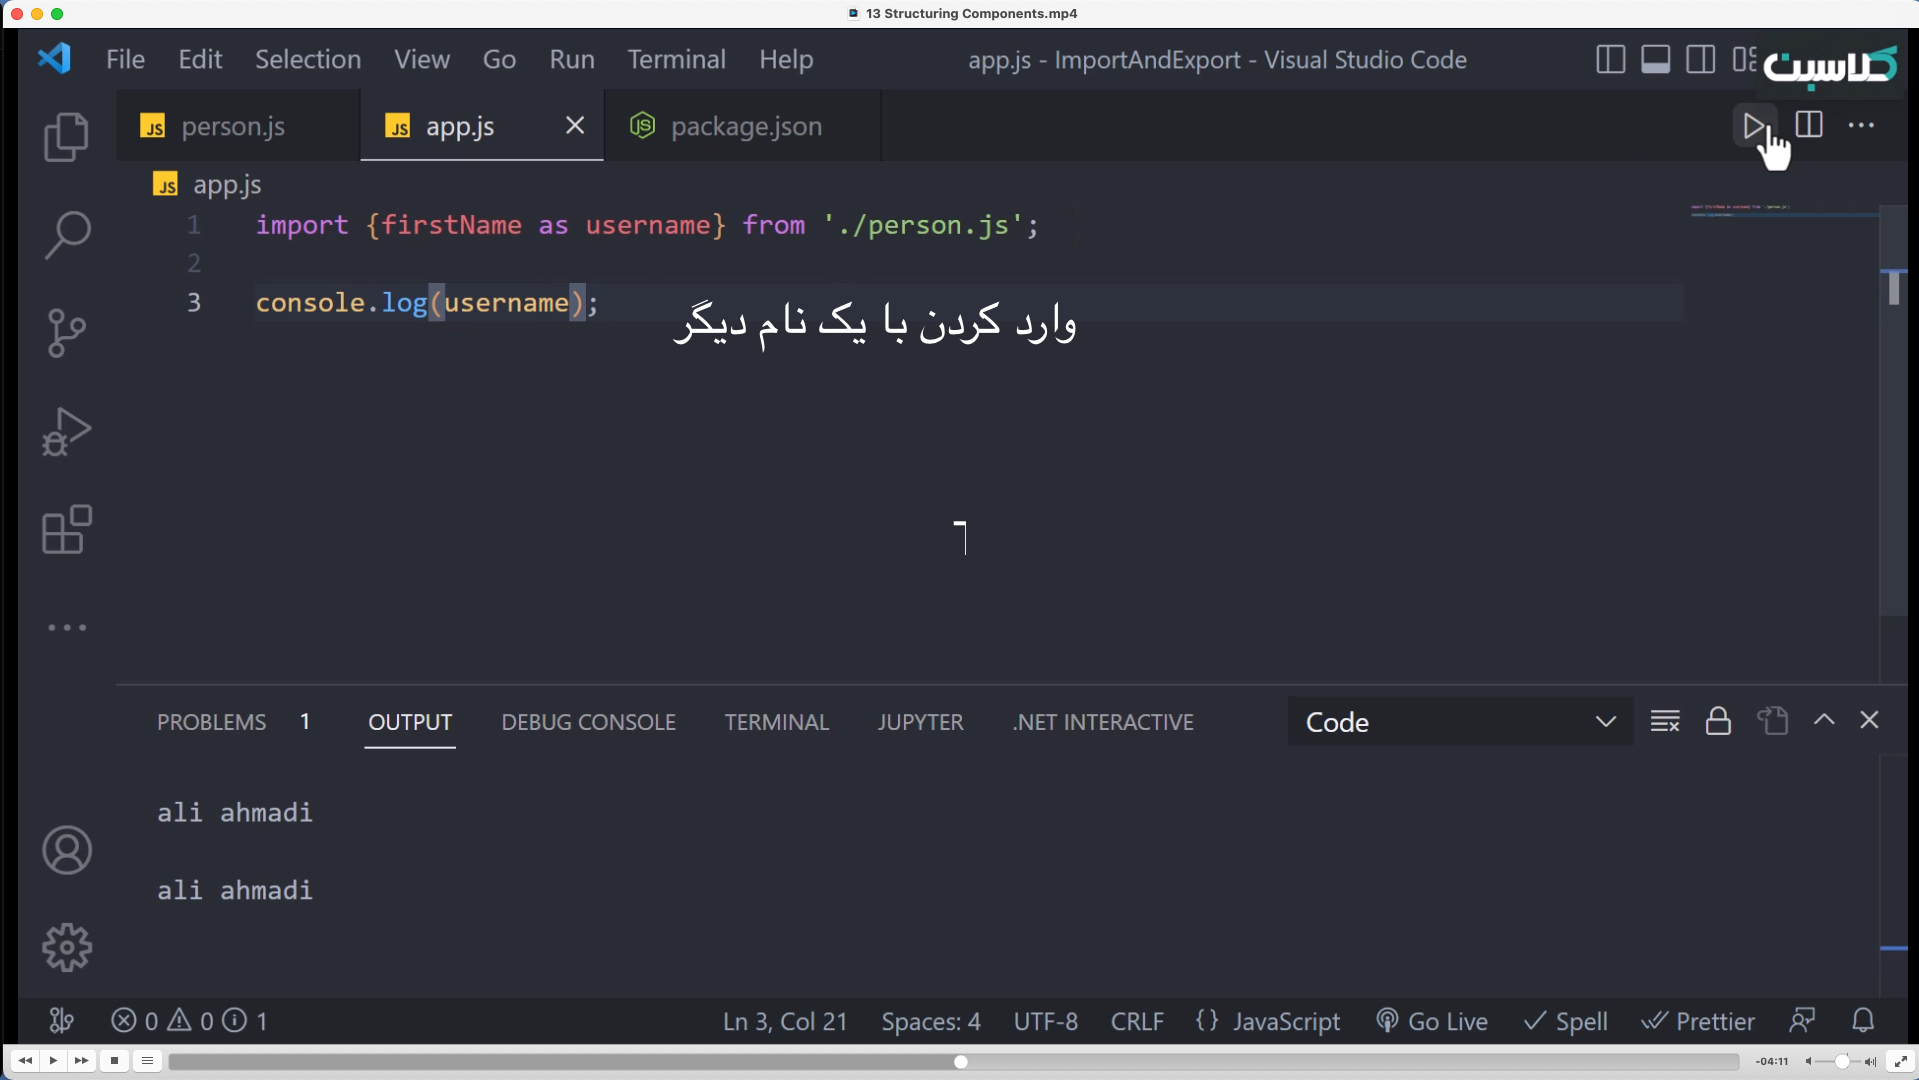 13 Structuring Components.mp4
File Edit Selection View Go Run Terminal Help
app.js - ImportAndExport - Visual Studio Code
کلاسبت
JS person.js
JS app.js
JS package.json
JS app.js
1 import {firstName as username} from './person.js';
2
3 console.log(username);
وارد کردن با یک نام دیگر
PROBLEMS 1 OUTPUT DEBUG CONSOLE TERMINAL JUPYTER .NET INTERACTIVE
Code
ali ahmadi
ali ahmadi
0 0 1
Ln 3, Col 21 Spaces: 4 UTF-8 CRLF {} JavaScript Go Live Spell Prettier
-04:11